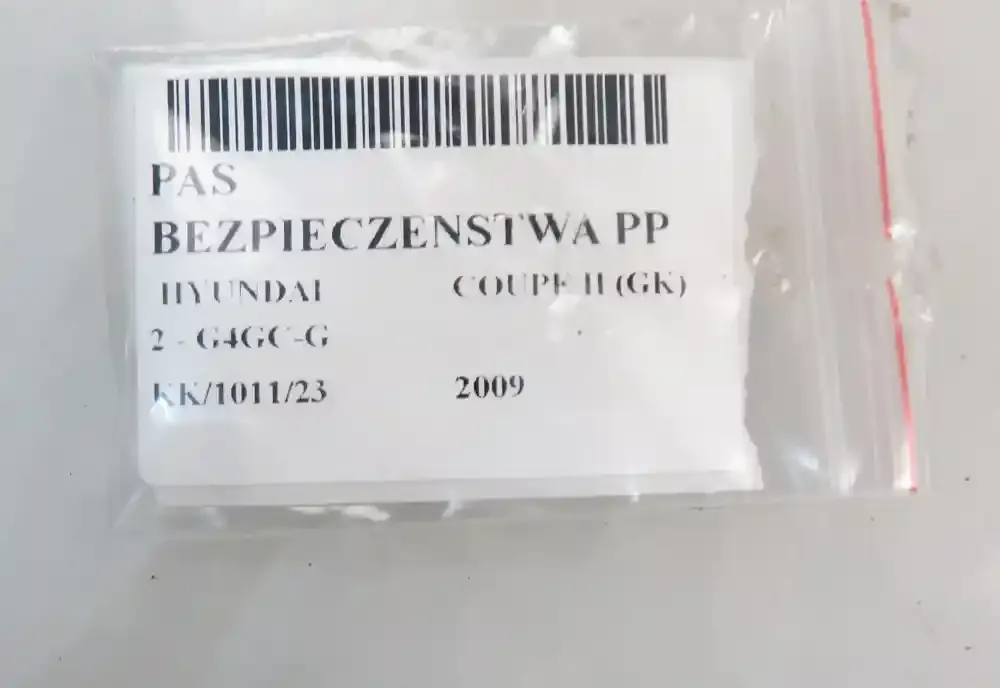 PAS
BEZPIECZENSTWA PP
HYUNDAI COUPE II (GK)
2 - G4GC-G
KK/1011/23 2009